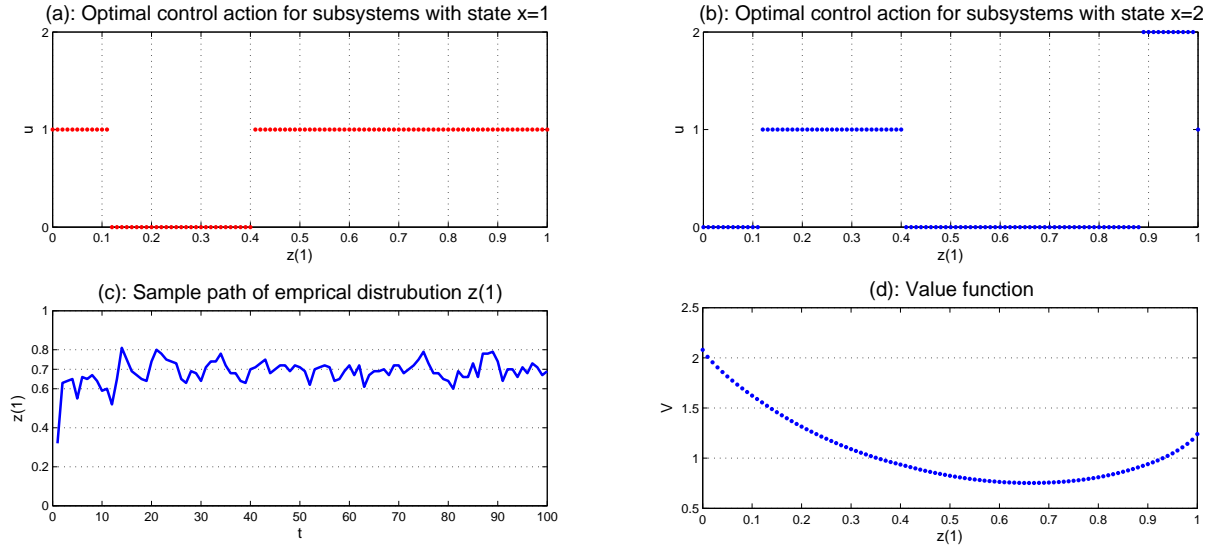 (a): Optimal control action for subsystems with state x=1
2
1
0
u
0 0.1 0.2 0.3 0.4 0.5 0.6 0.7 0.8 0.9 1
z(1)
(b): Optimal control action for subsystems with state x=2
2
1
0
u
0 0.1 0.2 0.3 0.4 0.5 0.6 0.7 0.8 0.9 1
z(1)
(c): Sample path of emprical distrubution z(1)
1
0.8
0.7
0.6
0.4
0.2
0
z(1)
0 10 20 30 40 50 60 70 80 90 100
t
(d): Value function
2.5
2
1.5
1
0.5
V
0 0.1 0.2 0.3 0.4 0.5 0.6 0.7 0.8 0.9 1
z(1)